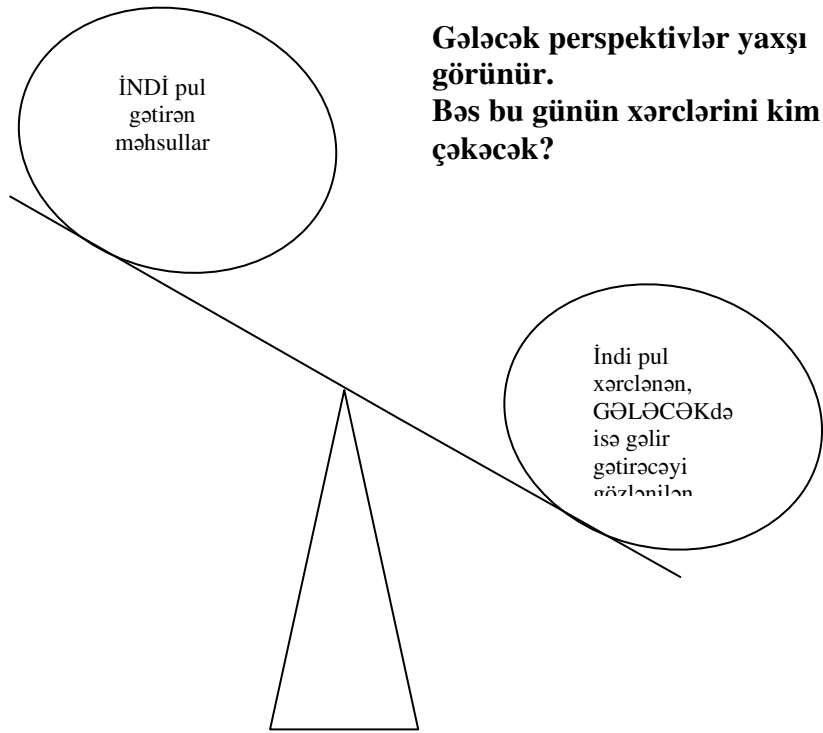 Gələcək perspektivlər yaxşı
görünür.
Bəs bu günün xərclərini kim
çəkəcək?
İNDİ pul
gətirən
məhsullar
İndi pul
xərclənən,
GƏLƏCƏKdə
isə gəlir
gətirəcəyi
gözlənilən